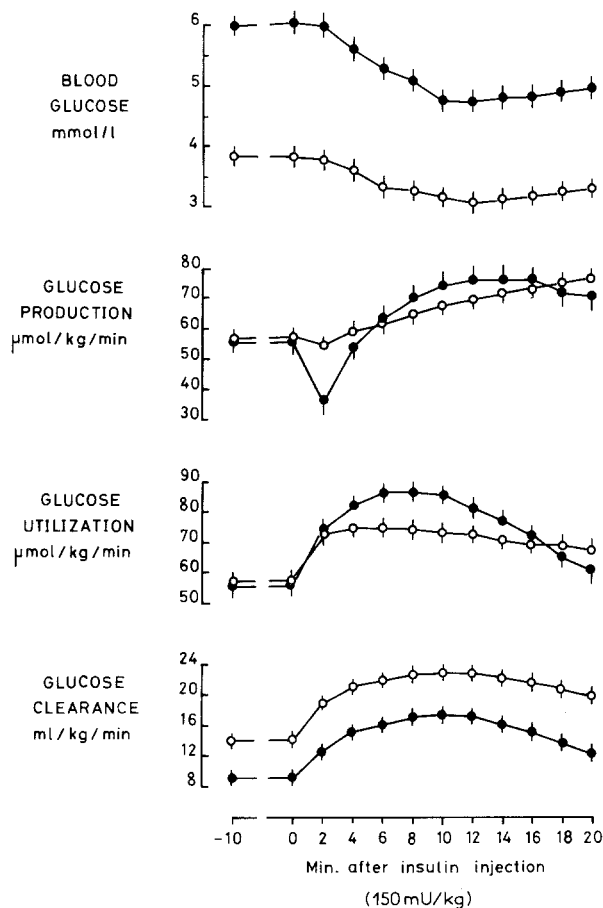 BLOOD
GLUCOSE
mmol/l
6
5
4
3
GLUCOSE
PRODUCTION
μmol/kg/min
80
70
60
50
40
30
GLUCOSE
UTILIZATION
μmol/kg/min
90
80
70
60
50
GLUCOSE
CLEARANCE
ml/kg/min
24
20
16
12
8
-10 0 2 4 6 8 10 12 14 16 18 20
Min. after insulin injection
(150mU/kg)